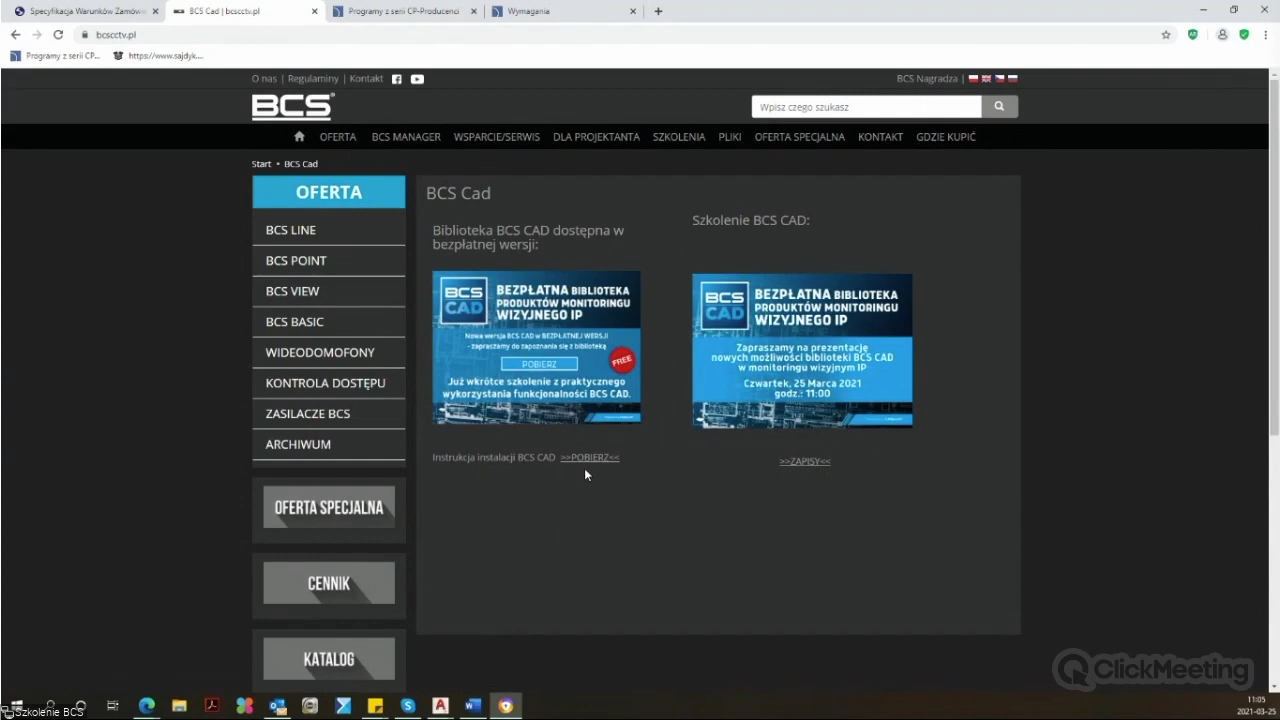 Specyfikacja Warunków Zamów
BCS Cad | bcscctv.pl
Programy z serii CP-Producenci
Wymagania
bcscctv.pl
Programy z serii CP...
https://www.sajdyk...
O nas | Regulaminy | Kontakt
BCS Nagradza |
BCS
Wpisz czego szukasz
OFERTA BCS MANAGER WSPARCIE/SERWIS DLA PROJEKTANTA SZKOLENIA PLIKI OFERTA SPECJALNA KONTAKT GDZIE KUPIĆ
Start • BCS Cad
OFERTA
BCS LINE
BCS POINT
BCS VIEW
BCS BASIC
WIDEODOMOFONY
KONTROLA DOSTĘPU
ZASILACZE BCS
ARCHIWUM
OFERTA SPECJALNA
CENNIK
KATALOG
BCS Cad
Biblioteka BCS CAD dostępna w
bezpłatnej wersji:
BCS
CAD
BEZPŁATNA BIBLIOTEKA
PRODUKTÓW MONITORINGU
WIZYJNEGO IP
Nowa wersja BCS CAD w BEZPŁATNEJ WERSJI
- zapraszamy do zapoznania się z biblioteką
POBIERZ
FREE
Już wkrótce szkolenie z praktycznego
wykorzystania funkcjonalności BCS CAD.
Instrukcja instalacji BCS CAD >>POBIERZ<<
Szkolenie BCS CAD:
BCS
CAD
BEZPŁATNA BIBLIOTEKA
PRODUKTÓW MONITORINGU
WIZYJNEGO IP
Zapraszamy na prezentację
nowych możliwości biblioteki BCS CAD
w monitoringu wizyjnym IP
Czwartek, 25 Marca 2021
godz.: 11:00
>>ZAPISY<<
ClickMeeting
Szkolenie BCS
11:05
2021-03-25